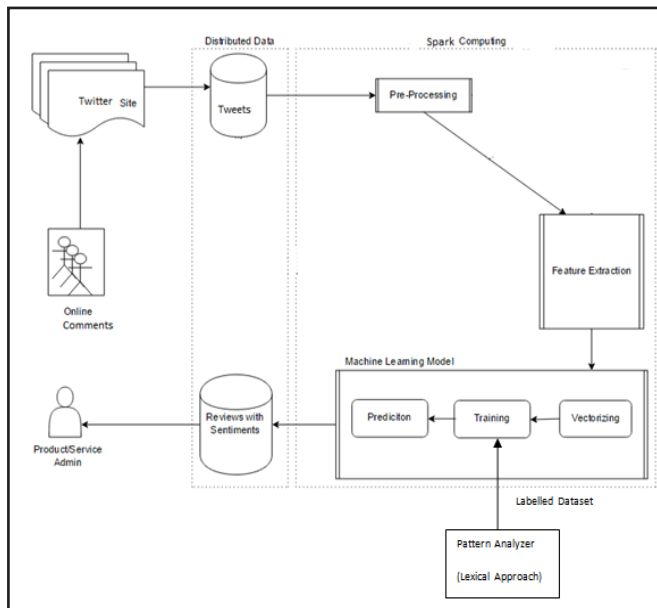 Distributed Data
Spark Computing
Twitter Site
Tweets
Pre-Processing
Feature Extraction
Online
Comments
Machine Learning Model
Prediciton
Training
Vectorizing
Reviews with
Sentiments
Product/Service
Admin
Labelled Dataset
Pattern Analyzer
(Lexical Approach)